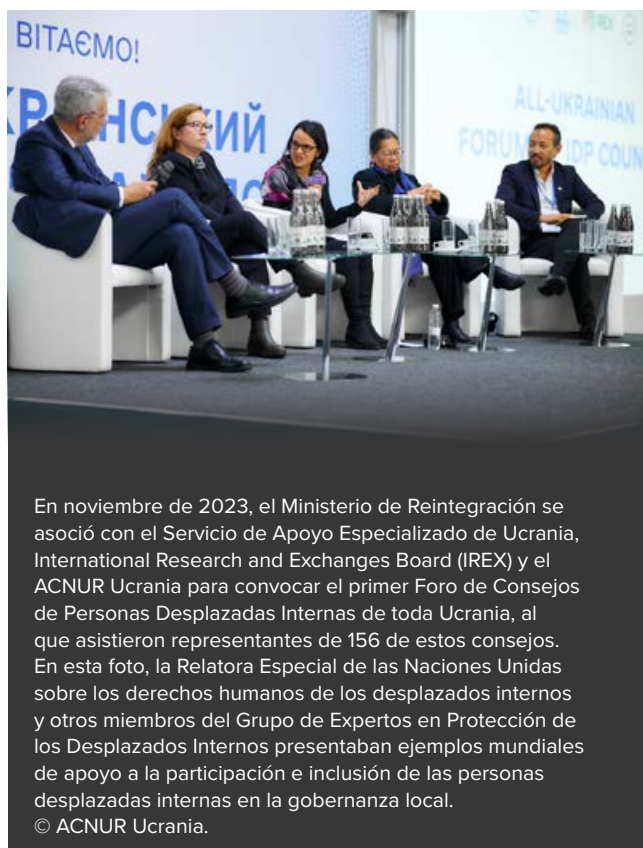 ВІТАЄМО!
ALL-UKRAINIAN
IREX
En noviembre de 2023, el Ministerio de Reintegración se
asoció con el Servicio de Apoyo Especializado de Ucrania,
International Research and Exchanges Board (IREX) y el
ACNUR Ucrania para convocar el primer Foro de Consejos
de Personas Desplazadas Internas de toda Ucrania, al
que asistieron representantes de 156 de estos consejos.
En esta foto, la Relatora Especial de las Naciones Unidas
sobre los derechos humanos de los desplazados internos
y otros miembros del Grupo de Expertos en Protección de
los Desplazados Internos presentaban ejemplos mundiales
de apoyo a la participación e inclusión de las personas
desplazadas internas en la gobernanza local.
© ACNUR Ucrania.